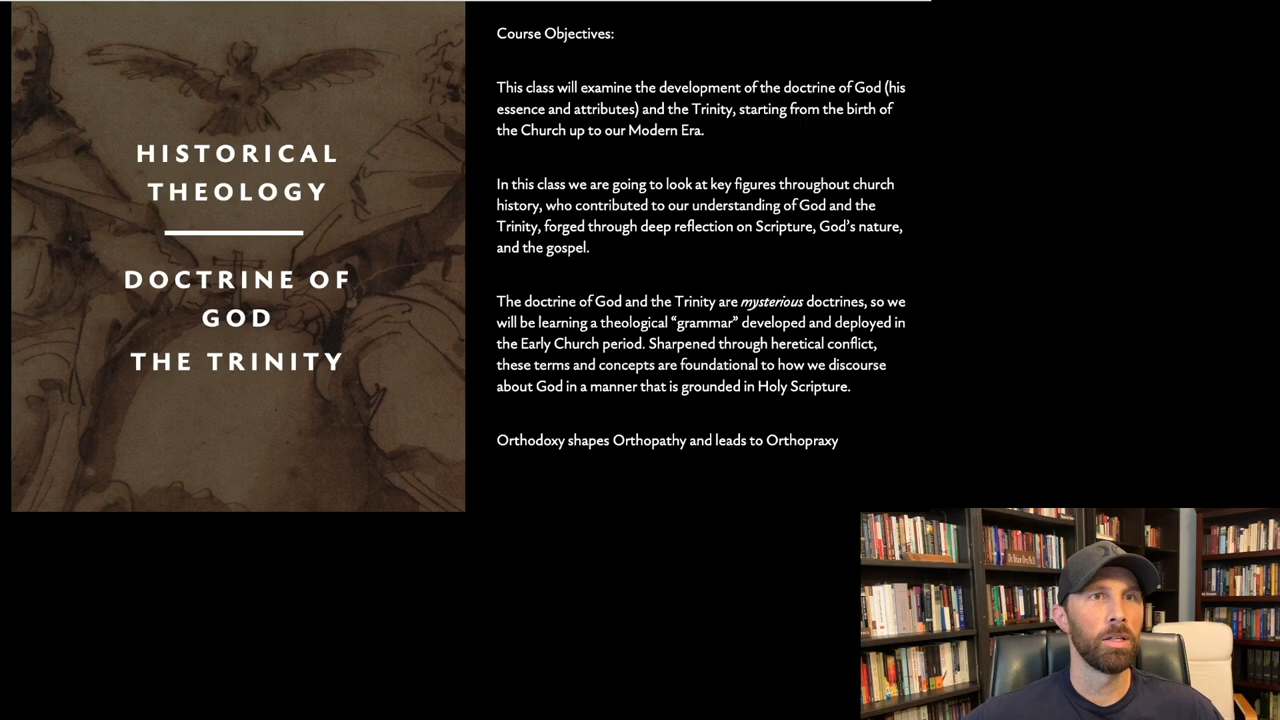 HISTORICAL
THEOLOGY
DOCTRINE OF
GOD
THE TRINITY
Course Objectives:
This class will examine the development of the doctrine of God (his
essence and attributes) and the Trinity, starting from the birth of
the Church up to our Modern Era.
In this class we are going to look at key figures throughout church
history, who contributed to our understanding of God and the
Trinity, forged through deep reflection on Scripture, God’s nature,
and the gospel.
The doctrine of God and the Trinity are mysterious doctrines, so we
will be learning a theological “grammar” developed and deployed in
the Early Church period. Sharpened through heretical conflict,
these terms and concepts are foundational to how we discourse
about God in a manner that is grounded in Holy Scripture.
Orthodoxy shapes Orthopathy and leads to Orthopraxy